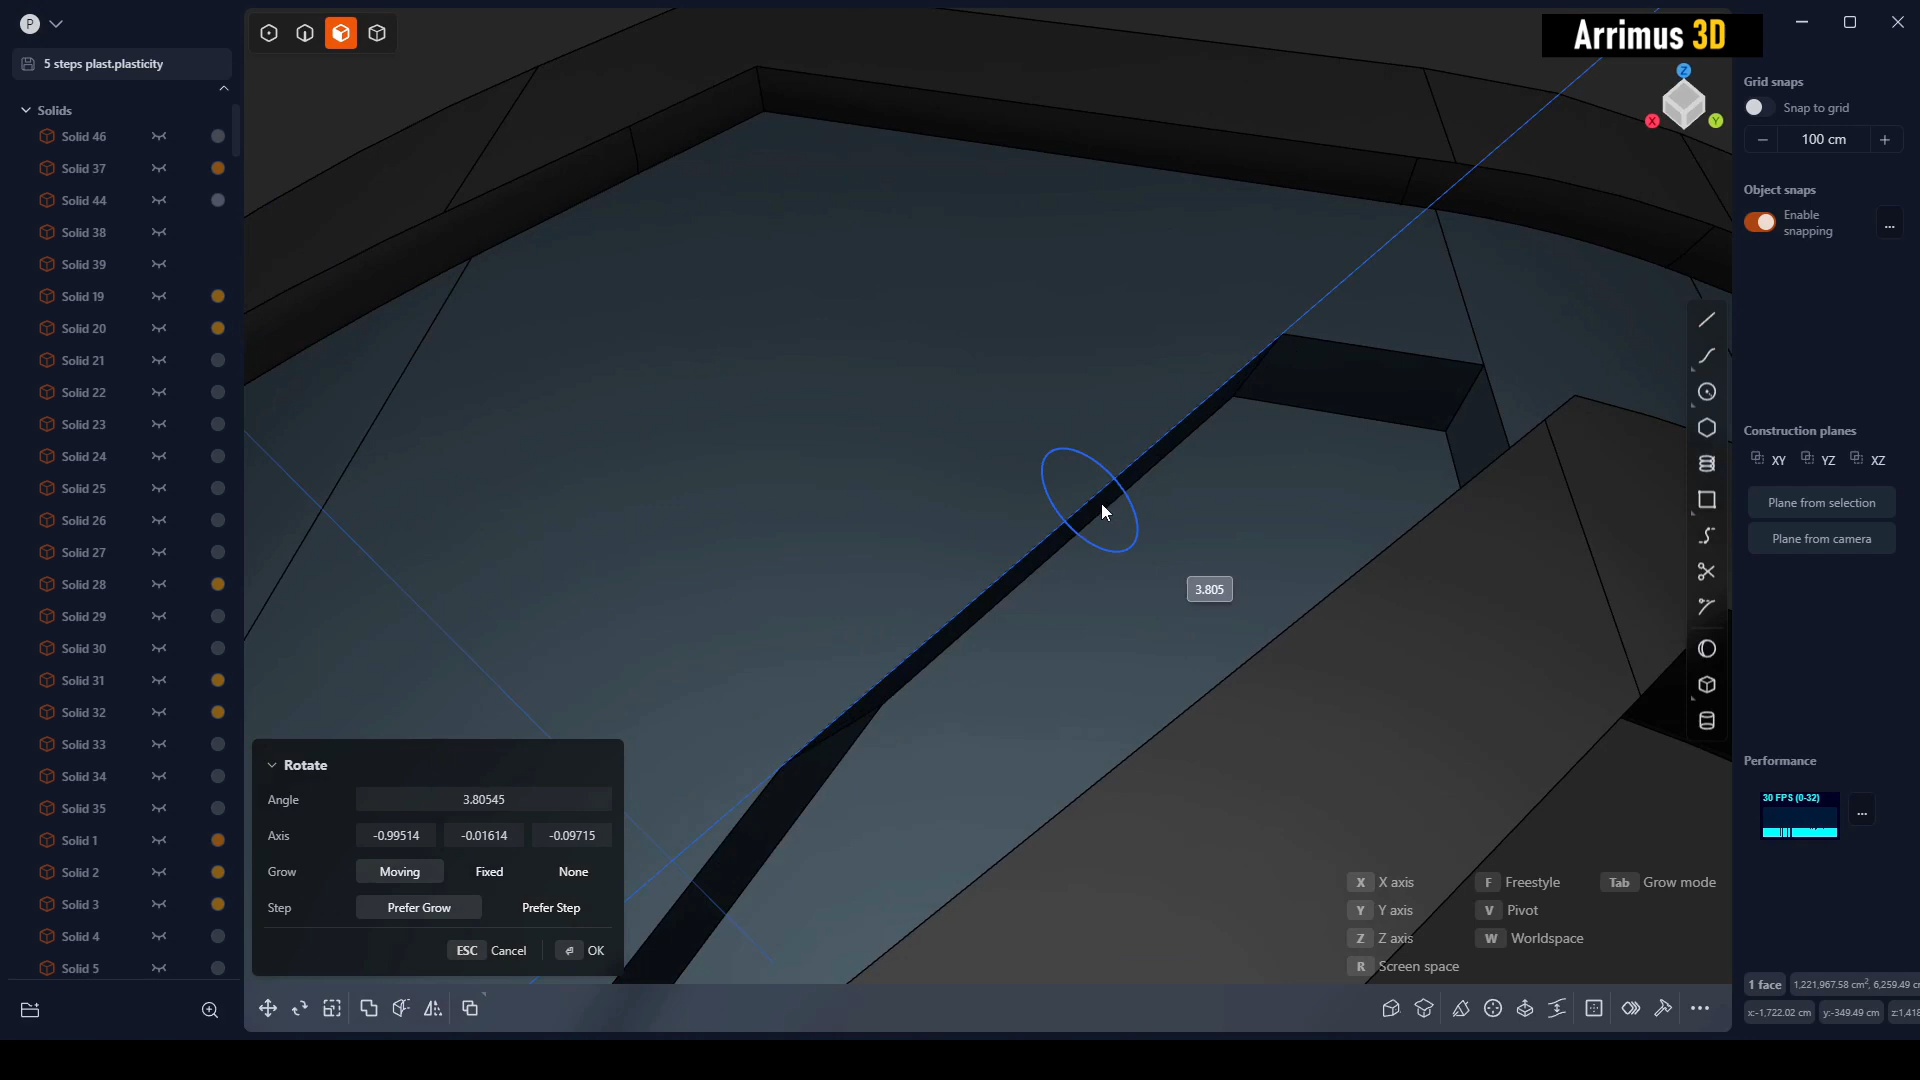 P
5 steps plast.plasticity
Solids
Solid 46
Solid 37
Solid 44
Solid 38
Solid 39
Solid 19
Solid 20
Solid 21
Solid 22
Solid 23
Solid 24
Solid 25
Solid 26
Solid 27
Solid 28
Solid 29
Solid 30
Solid 31
Solid 32
Solid 33
Solid 34
Solid 35
Solid 1
Solid 2
Solid 3
Solid 4
Solid 5
Arrimus 3D
Z
X
Y
3.805
Rotate
Angle 3.80545
Axis -0.99514 -0.01614 -0.09715
Grow Moving Fixed None
Step Prefer Grow Prefer Step
ESC Cancel OK
X X axis F Freestyle Tab Grow mode
Y Y axis V Pivot
Z Z axis W Worldspace
R Screen space
Grid snaps
Snap to grid
100 cm
Object snaps
Enable
snapping
...
Construction planes
XY YZ XZ
Plane from selection
Plane from camera
Performance
30 FPS (0-32)
...
1 face 1,221,967.58 cm², 6,259.49 c
x:-1,722.02 cm y:-349.49 cm z:1,418